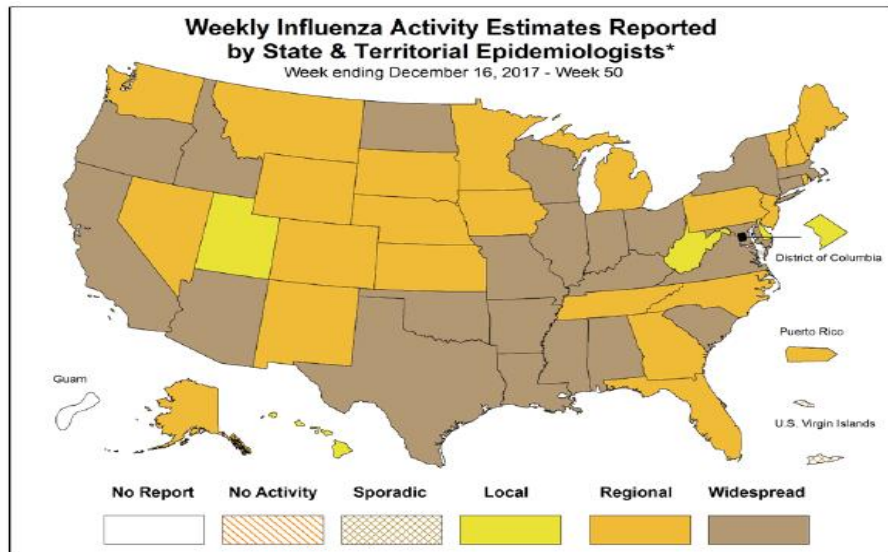 Weekly Influenza Activity Estimates Reported
by State & Territorial Epidemiologists*
Week ending December 16, 2017 - Week 50
District of Columbia
Puerto Rico
Guam
U.S. Virgin Islands
No Report No Activity Sporadic Local Regional Widespread